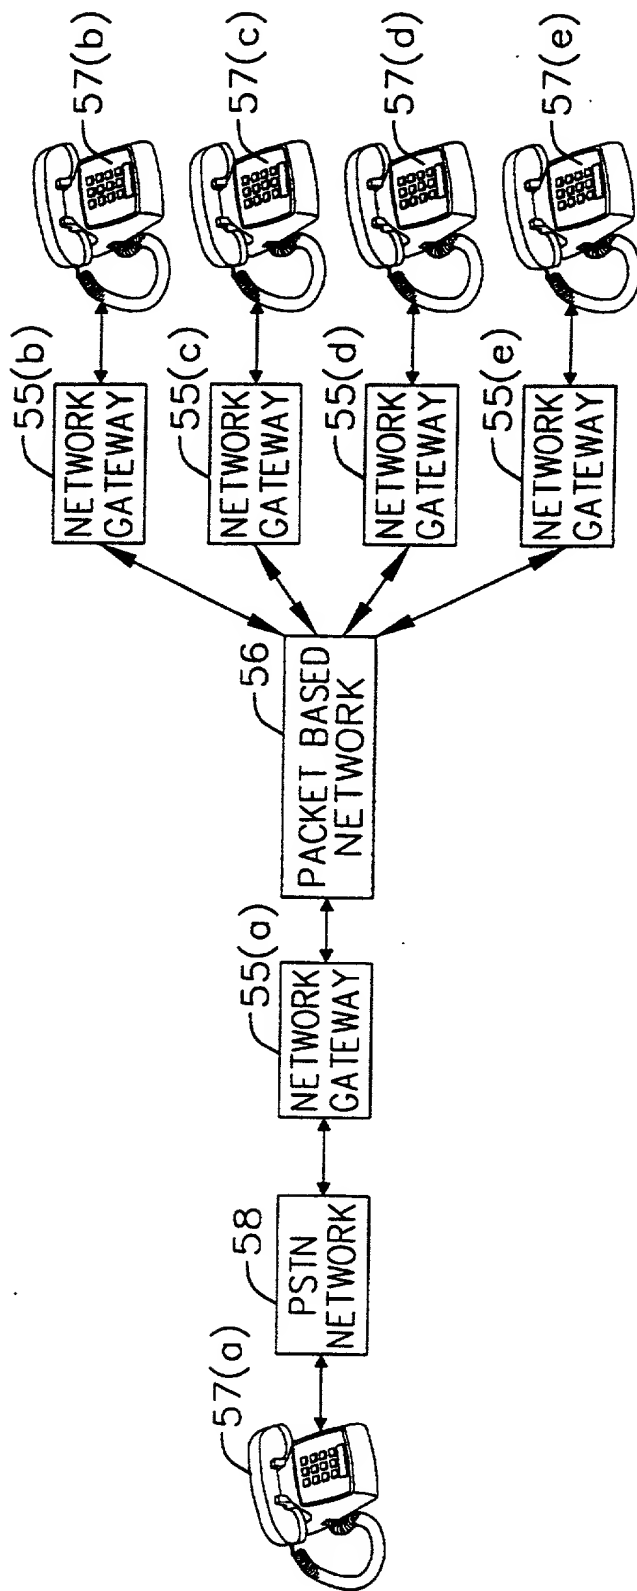 57(a)
58
PSTN
NETWORK
55(a)
NETWORK
GATEWAY
56
PACKET BASED
NETWORK
55(b)
NETWORK
GATEWAY
57(b)
55(c)
NETWORK
GATEWAY
57(c)
55(d)
NETWORK
GATEWAY
57(d)
55(e)
NETWORK
GATEWAY
57(e)